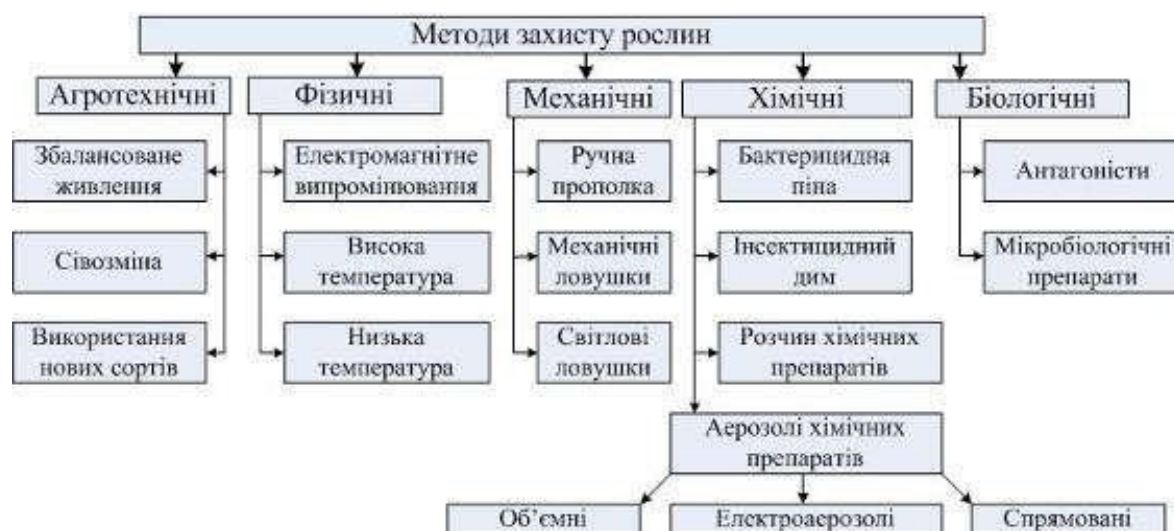 Методи захисту рослин
Агротехнічні
Фізичні
Механічні
Хімічні
Біологічні
Збалансоване
живлення
Електромагнітне
випромінювання
Ручна
прополка
Бактерицидна
піна
Антагоністи
Сівозміна
Висока
температура
Механічні
ловушки
Інсектицидний
дим
Мікробіологічні
препарати
Використання
нових сортів
Низька
температура
Світлові
ловушки
Розчин хімічних
препаратів
Аерозолі хімічних
препаратів
Об’ємні
Електроаерозолі
Спрямовані